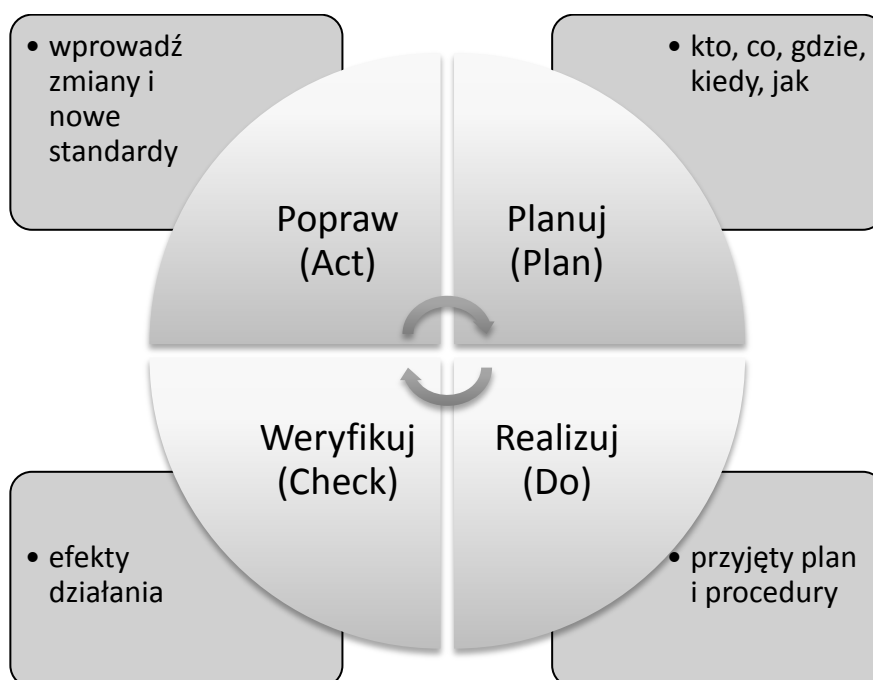 • wprowadź
zmiany i
nowe
standardy
• kto, co, gdzie,
kiedy, jak
Popraw
(Act)
Planuj
(Plan)
Weryfikuj
(Check)
Realizuj
(Do)
• efekty
działania
• przyjęty plan
i procedury